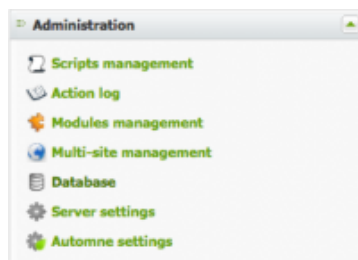 Administration
Scripts management
Action log
Modules management
Multi-site management
Database
Server settings
Automne settings